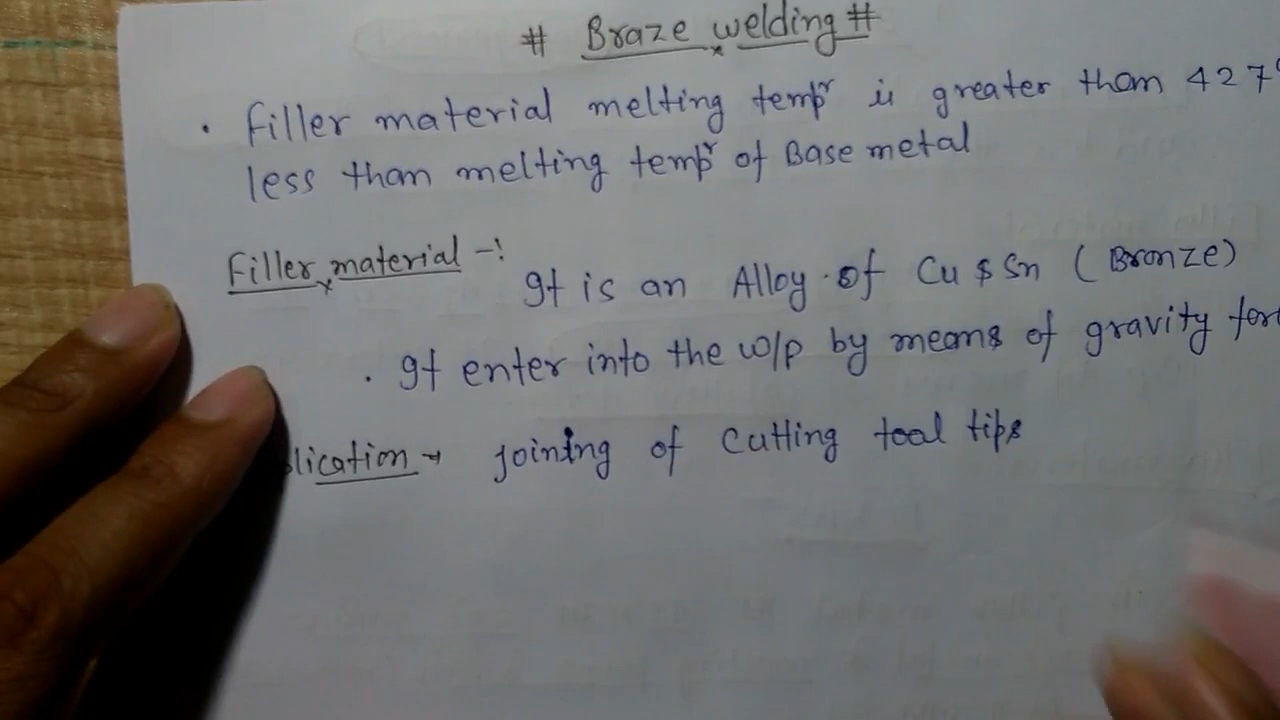 # Braze welding #
. Filler material melting tempr is greater than 427°
less than melting tempr of Base metal
Filler material -: It is an Alloy of Cu & Sn (Bronze)
. It enter into the w/p by means of gravity for
lication → joining of Cutting tool tips